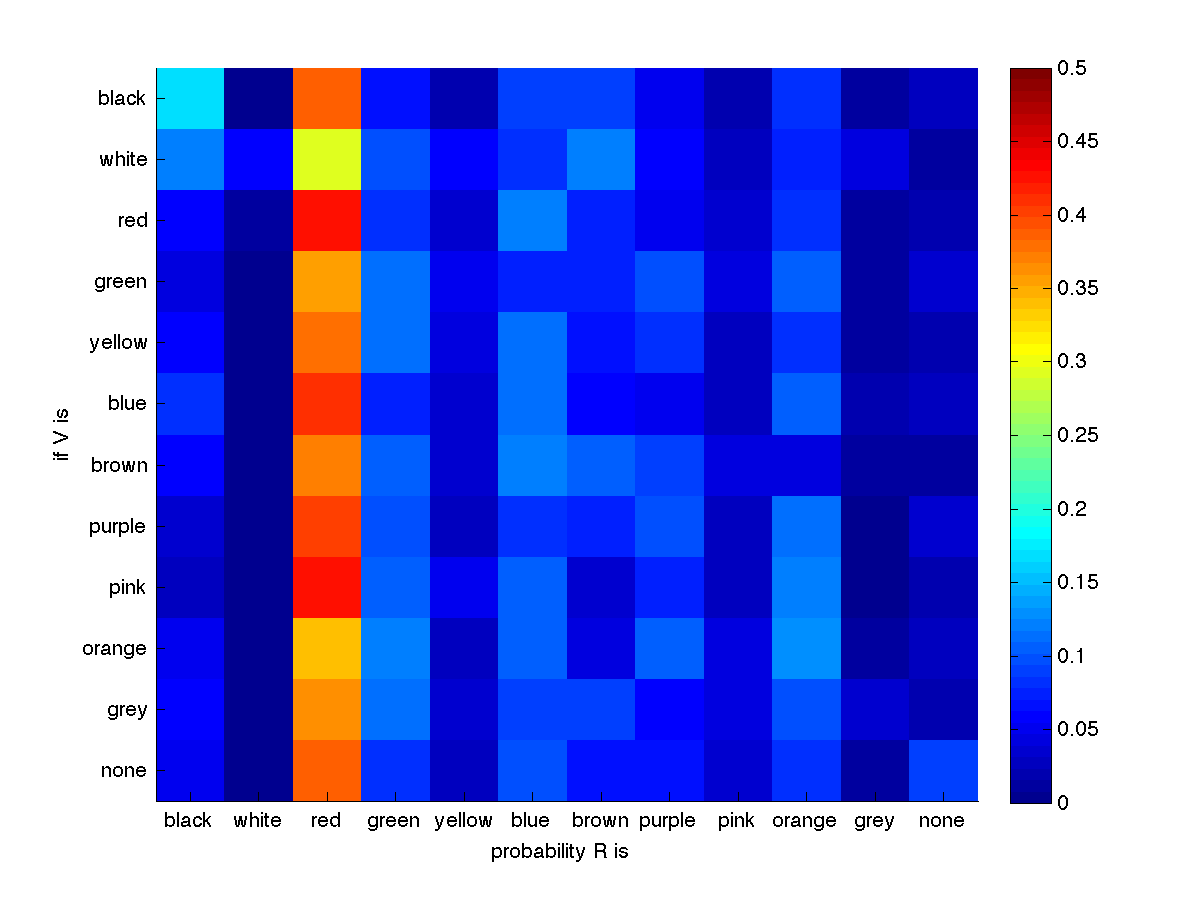 black
white
red
green
yellow
blue
brown
purple
pink
orange
grey
none
if V is
black white red green yellow blue brown purple pink orange grey none
probability R is
0.5
0.45
0.4
0.35
0.3
0.25
0.2
0.15
0.1
0.05
0